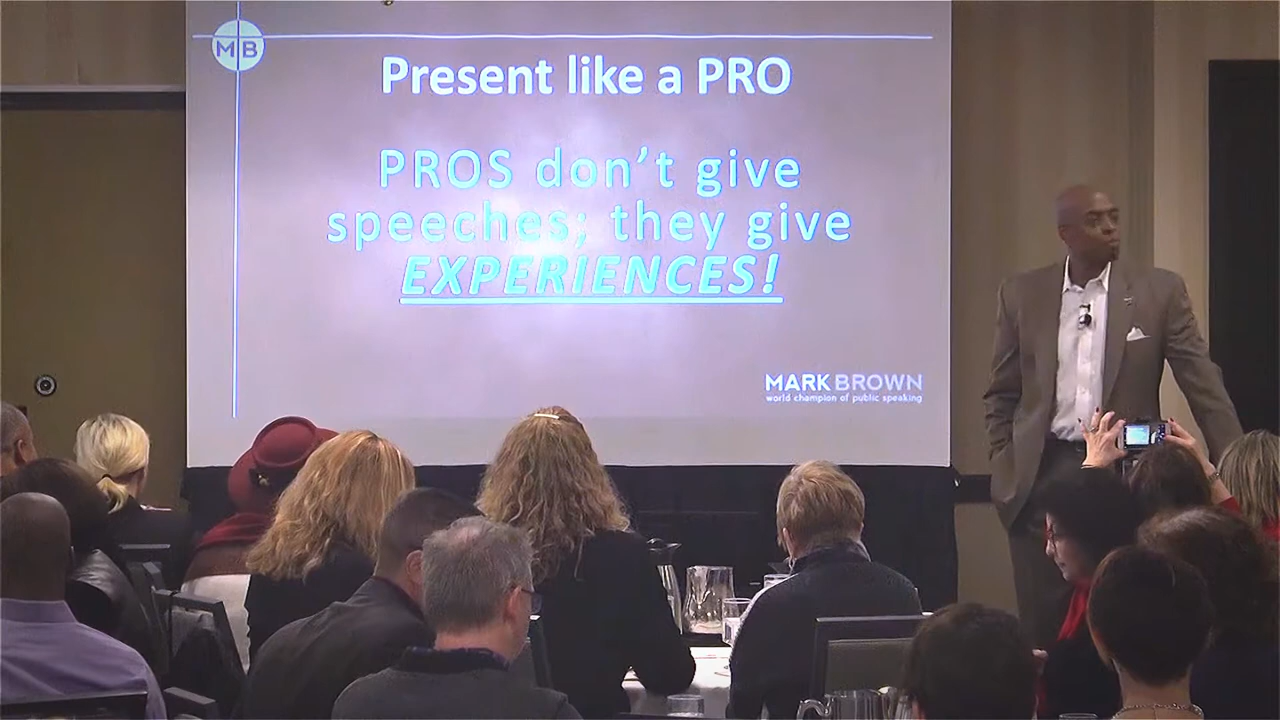 MB
Present like a PRO
PROS don’t give
speeches; they give
EXPERIENCES!
MARK BROWN
world champion of public speaking